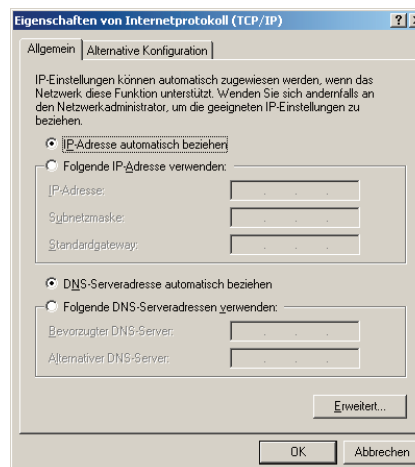 Eigenschaften von Internetprotokoll (TCP/IP)
Allgemein
Alternative Konfiguration
IP-Einstellungen können automatisch zugewiesen werden, wenn das
Netzwerk diese Funktion unterstützt. Wenden Sie sich andernfalls an
den Netzwerkadministrator, um die geeigneten IP-Einstellungen zu
beziehen.
IP-Adresse automatisch beziehen
Folgende IP-Adresse verwenden:
IP-Adresse:
Subnetzmaske:
Standardgateway:
DNS-Serveradresse automatisch beziehen
Folgende DNS-Serveradressen verwenden:
Bevorzugter DNS-Server:
Alternativer DNS-Server:
Erweitert...
OK
Abbrechen